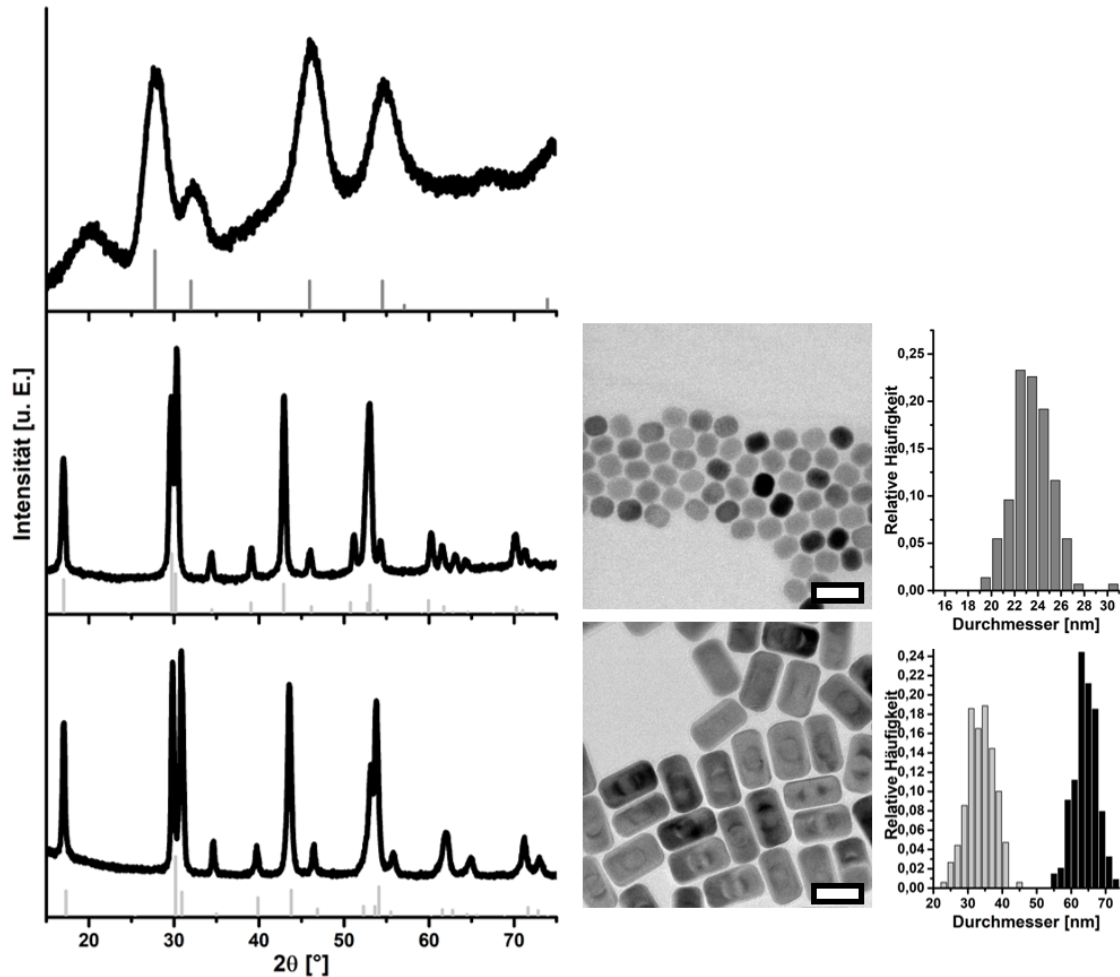 Intensität [u. E.]
20 30 40 50 60 70
2θ [°]
Relative Häufigkeit
0,25
0,20
0,15
0,10
0,05
0,00
16 18 20 22 24 26 28 30
Durchmesser [nm]
Relative Häufigkeit
0,24
0,22
0,20
0,18
0,16
0,14
0,12
0,10
0,08
0,06
0,04
0,02
0,00
20 30 40 50 60 70
Durchmesser [nm]